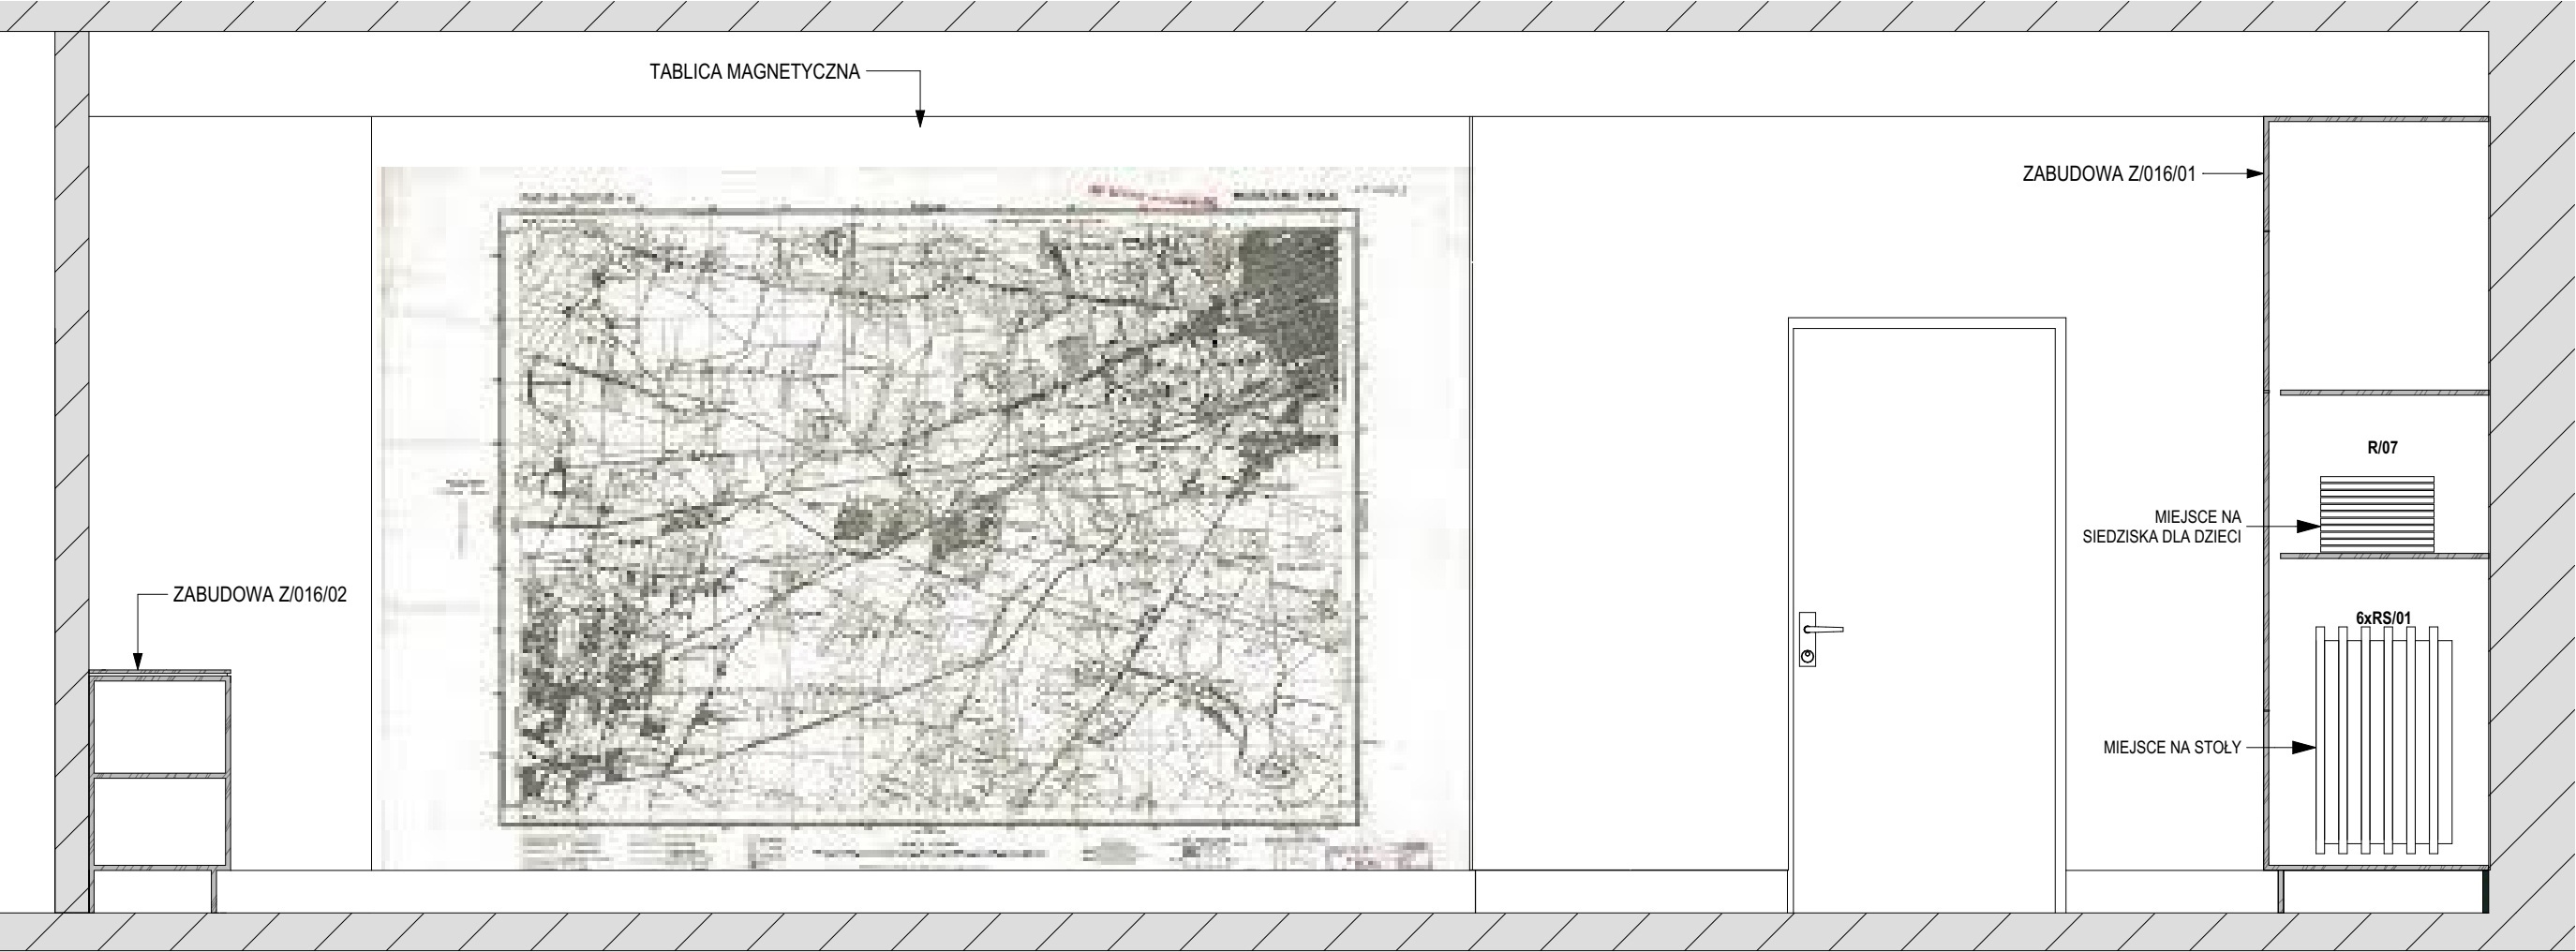 TABLICA MAGNETYCZNA
ZABUDOWA Z/016/01
R/07
MIEJSCE NA
SIEDZISKA DLA DZIECI
ZABUDOWA Z/016/02
6xRS/01
MIEJSCE NA STOŁY